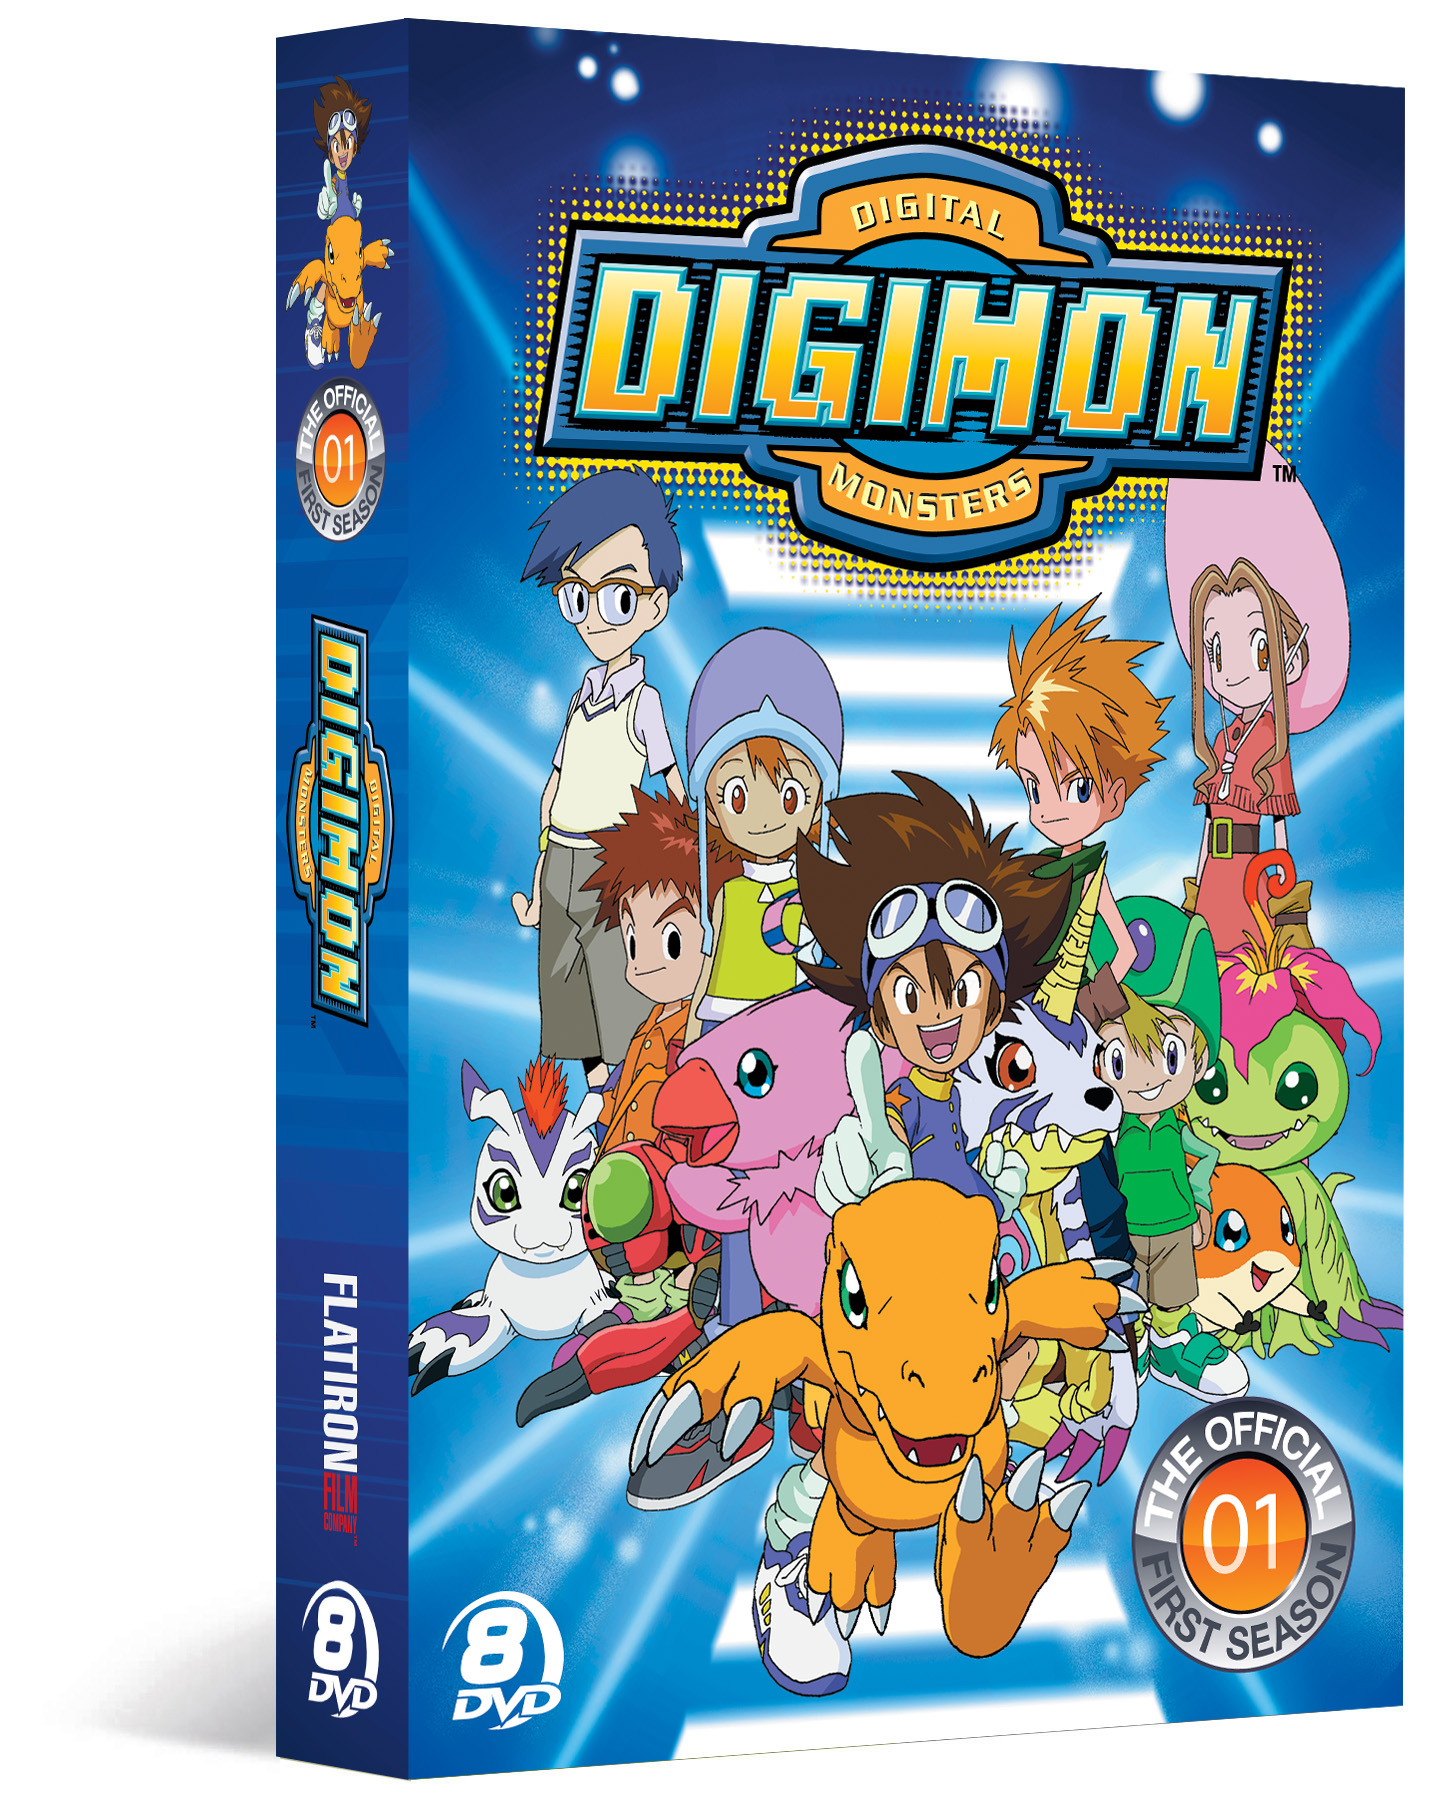 THE OFFICIAL
01
FIRST SEASON
DIGITAL
DIGIMON
MONSTERS
TM
FLATIRON
FILM
COMPANY
8
DVD
DIGITAL
DIGIMON
MONSTERS
TM
THE OFFICIAL
01
FIRST SEASON
8
DVD